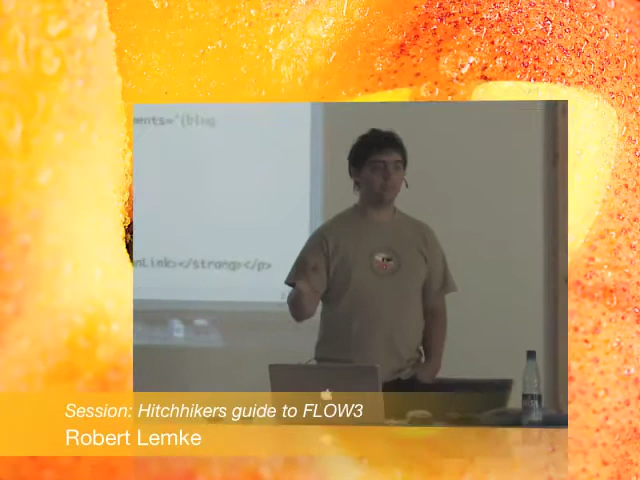 ments="{blog
nLink></strong></p>
Session: Hitchhikers guide to FLOW3
Robert Lemke